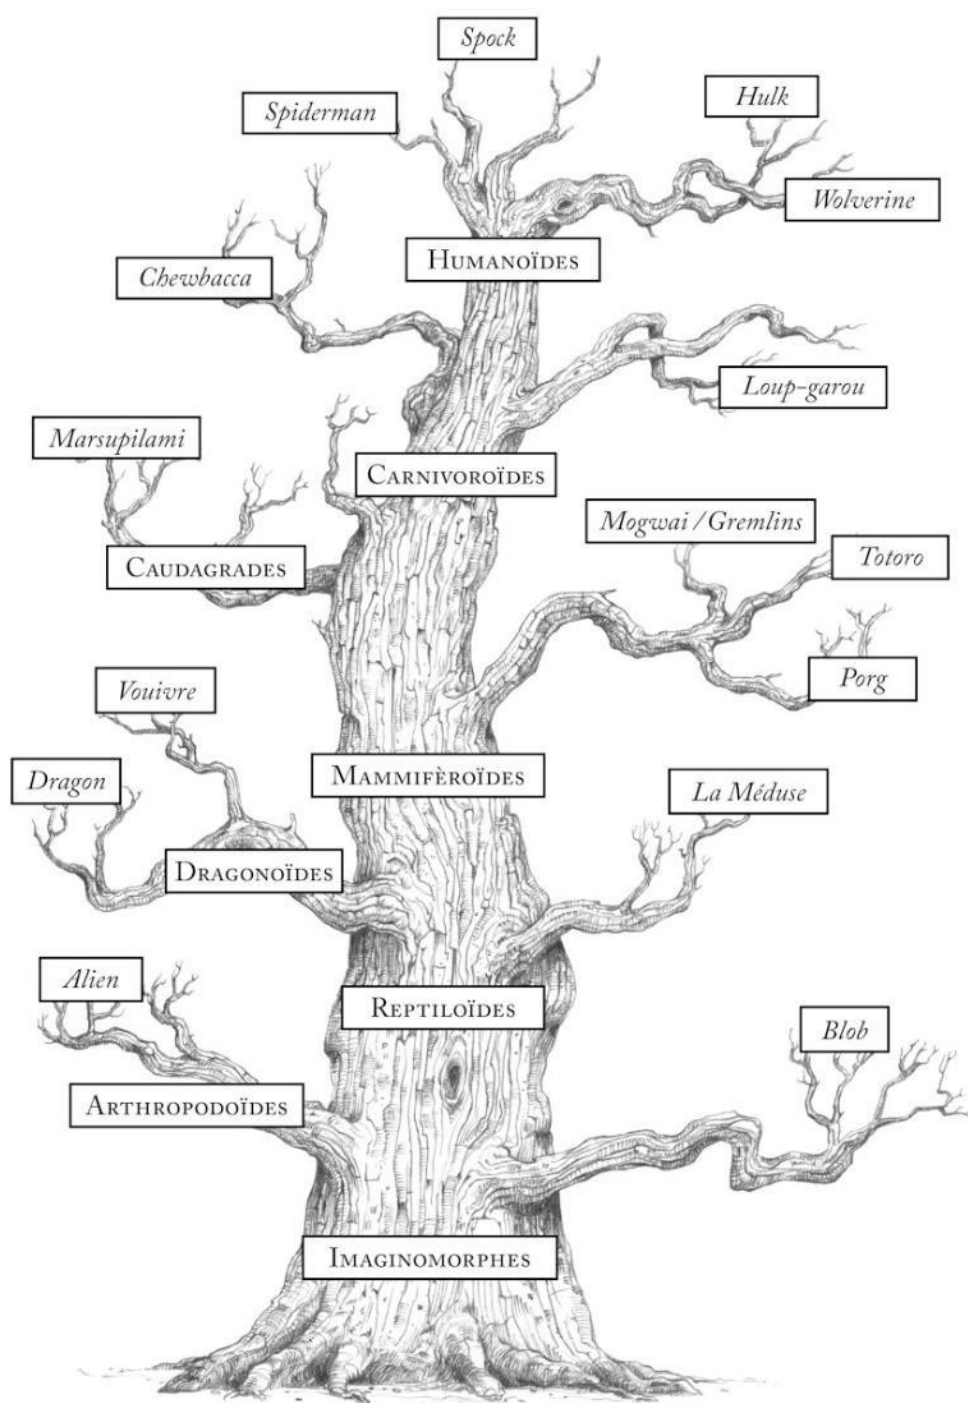 Spock
Spiderman
Hulk
Wolverine
HUMANOÏDES
Chewbacca
Loup-garou
Marsupilami
CARNIVOROÏDES
Mogwai / Gremlins
Totoro
CAUDAGRADES
Porg
Vouivre
MAMMIFÈROÏDES
Dragon
La Méduse
DRAGONOÏDES
Alien
REPTILOÏDES
Blob
ARTHROPODOÏDES
IMAGINOMORPHES